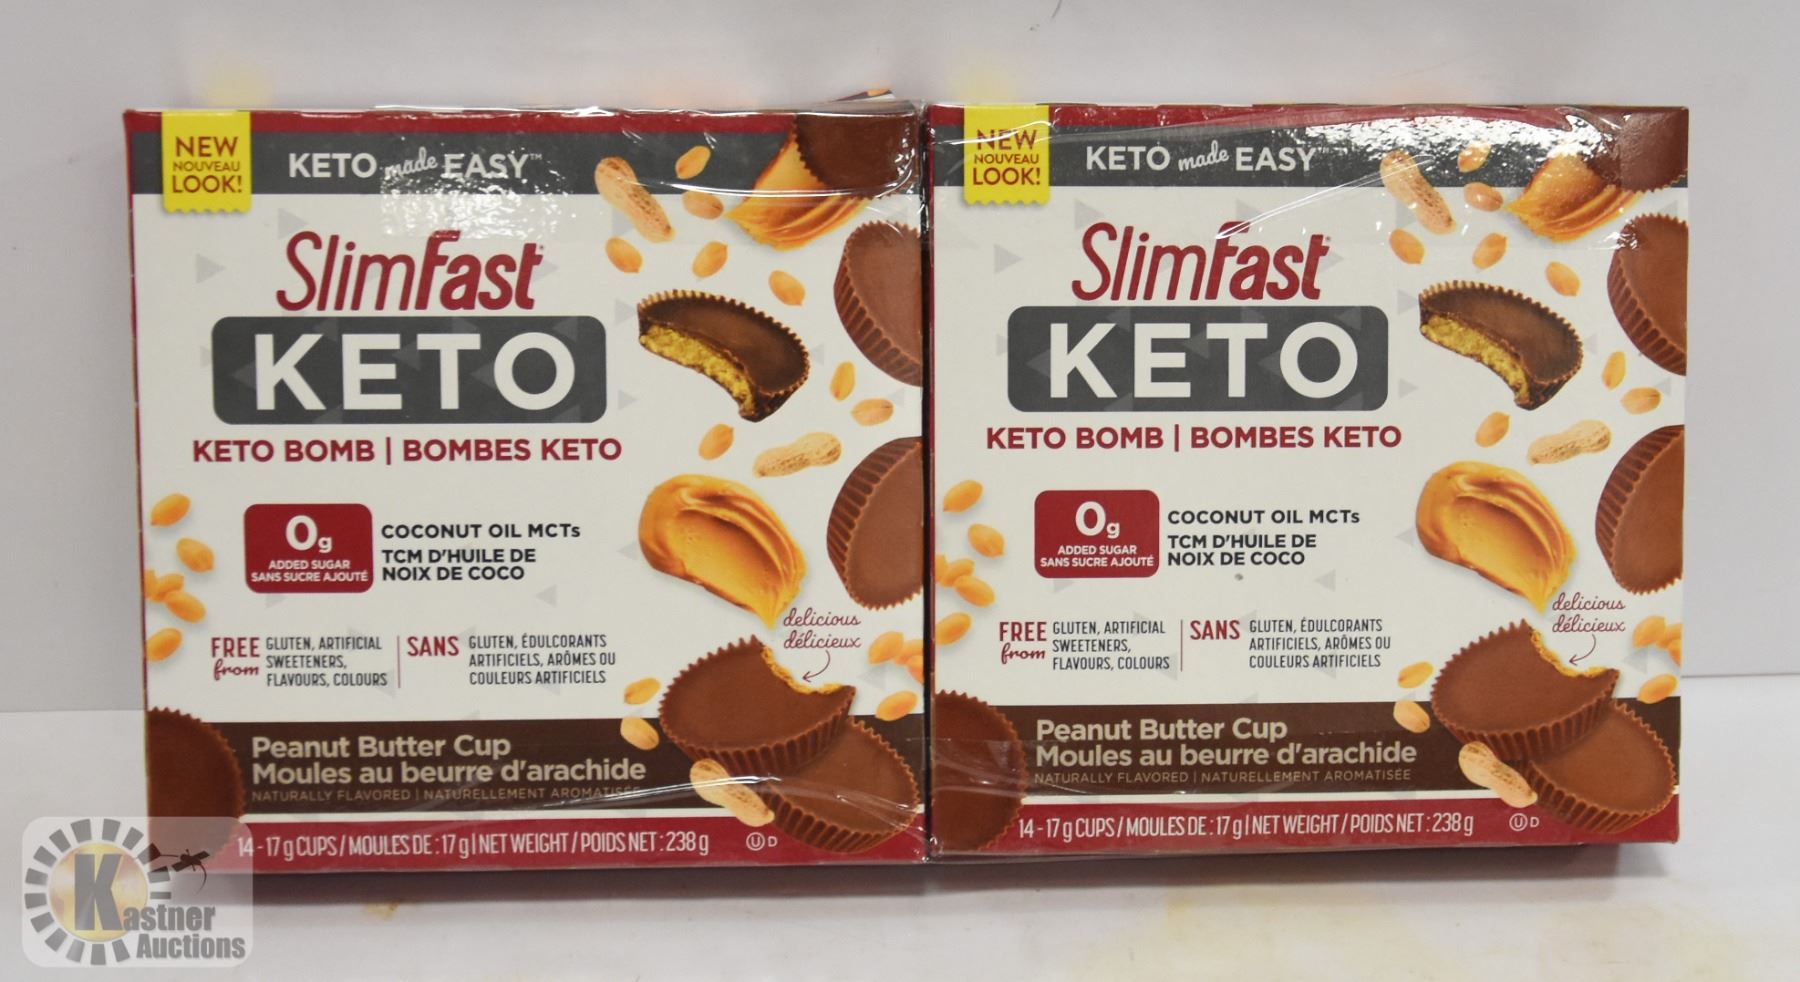 NEW
NOUVEAU
LOOK!
KETO made EASY™
SlimFast
KETO
KETO BOMB | BOMBES KETO
0g
ADDED SUGAR
SANS SUCRE AJOUTÉ
COCONUT OIL MCTs
TCM D'HUILE DE
NOIX DE COCO
FREE from
GLUTEN, ARTIFICIAL
SWEETENERS,
FLAVOURS, COLOURS
SANS
GLUTEN, ÉDULCORANTS
ARTIFICIELS, ARÔMES OU
COULEURS ARTIFICIELS
delicious
délicieux
Peanut Butter Cup
Moules au beurre d'arachide
NATURALLY FLAVORED | NATURELLEMENT AROMATISÉE
14 - 17 g CUPS / MOULES DE : 17 g | NET WEIGHT / POIDS NET : 238 g
U D
NEW
NOUVEAU
LOOK!
KETO made EASY
SlimFast
KETO
KETO BOMB | BOMBES KETO
0g
ADDED SUGAR
SANS SUCRE AJOUTÉ
COCONUT OIL MCTs
TCM D'HUILE DE
NOIX DE COCO
FREE from
GLUTEN, ARTIFICIAL
SWEETENERS,
FLAVOURS, COLOURS
SANS
GLUTEN, ÉDULCORANTS
ARTIFICIELS, ARÔMES OU
COULEURS ARTIFICIELS
delicious
délicieux
Peanut Butter Cup
Moules au beurre d'arachide
NATURALLY FLAVORED | NATURELLEMENT AROMATISÉE
14 - 17 g CUPS / MOULES DE : 17 g | NET WEIGHT / POIDS NET : 238 g
U D
Kastner
Auctions